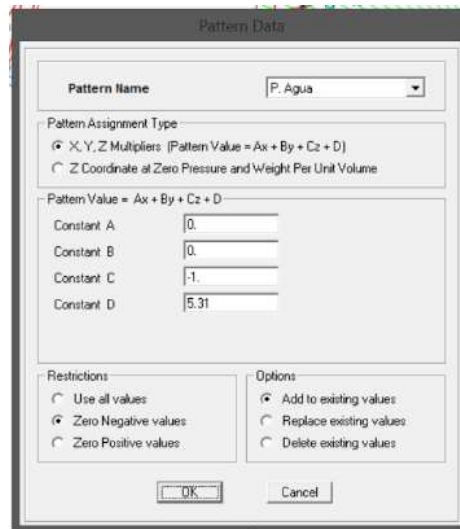 Pattern Data
Pattern Name P. Agua
Pattern Assignment Type
X, Y, Z Multipliers (Pattern Value = Ax + By + Cz + D)
Z Coordinate at Zero Pressure and Weight Per Unit Volume
Pattern Value = Ax + By + Cz + D
Constant A 0.
Constant B 0.
Constant C -1.
Constant D 5.31
Restrictions
Use all values
Zero Negative values
Zero Positive values
Options
Add to existing values
Replace existing values
Delete existing values
OK Cancel